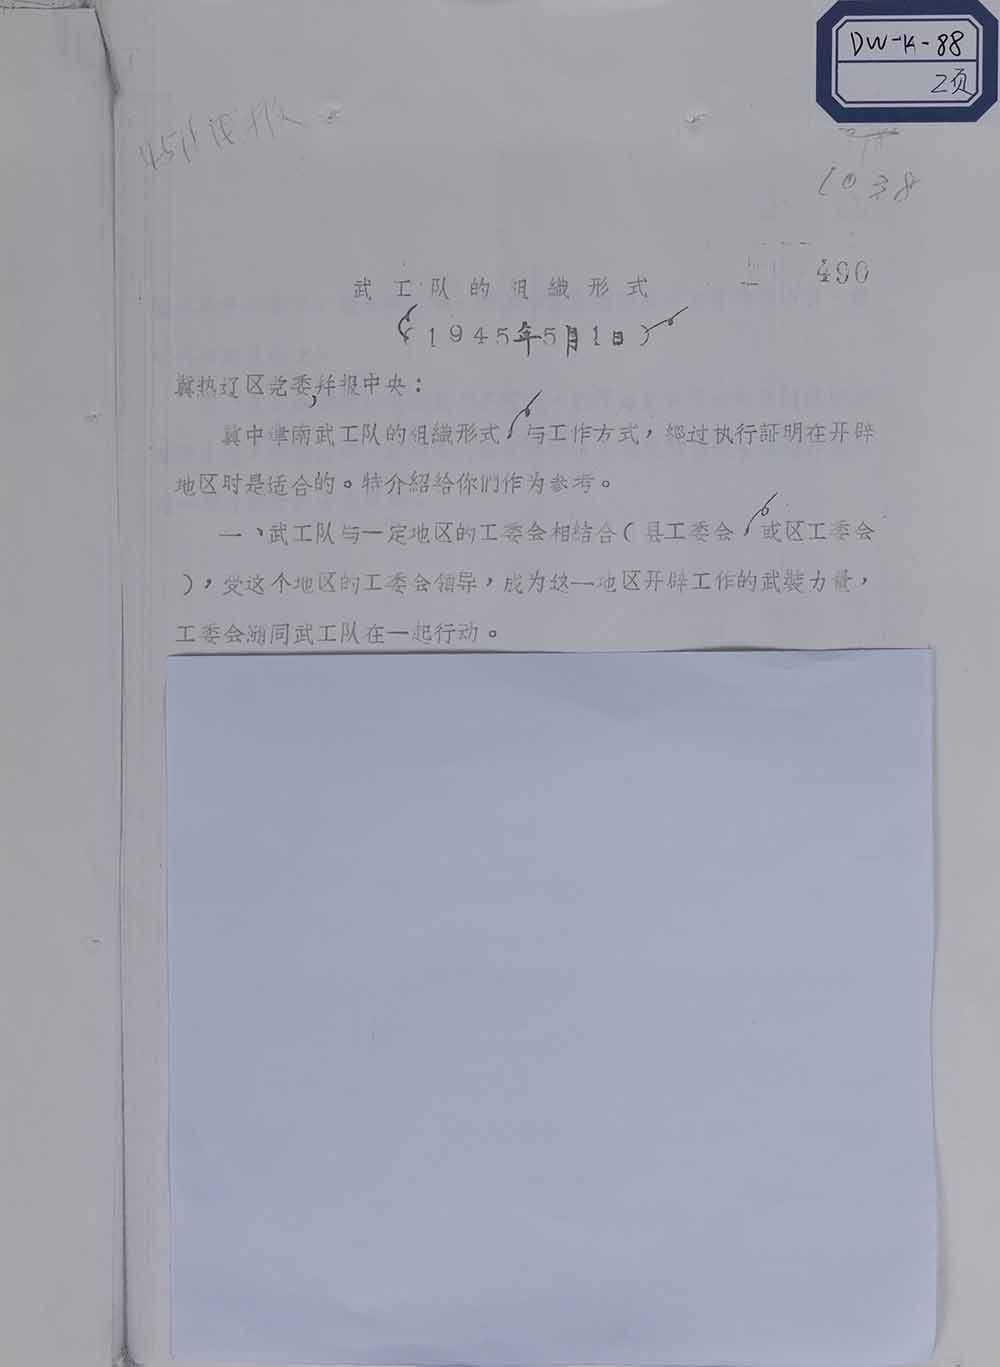 DW-K-88
2页
1038
490
武工队的组織形式
(1945年5月1日)
冀热辽区党委,并报中央：
冀中津南武工队的组織形式,与工作方式，經过执行証明在开辟
地区时是适合的。特介紹给你们作为参考。
一、武工队与一定地区的工委会相结合(县工委会,或区工委会
)，受这个地区的工委会领导，成为这一地区开辟工作的武裝力量，
工委会随同武工队在一起行动。